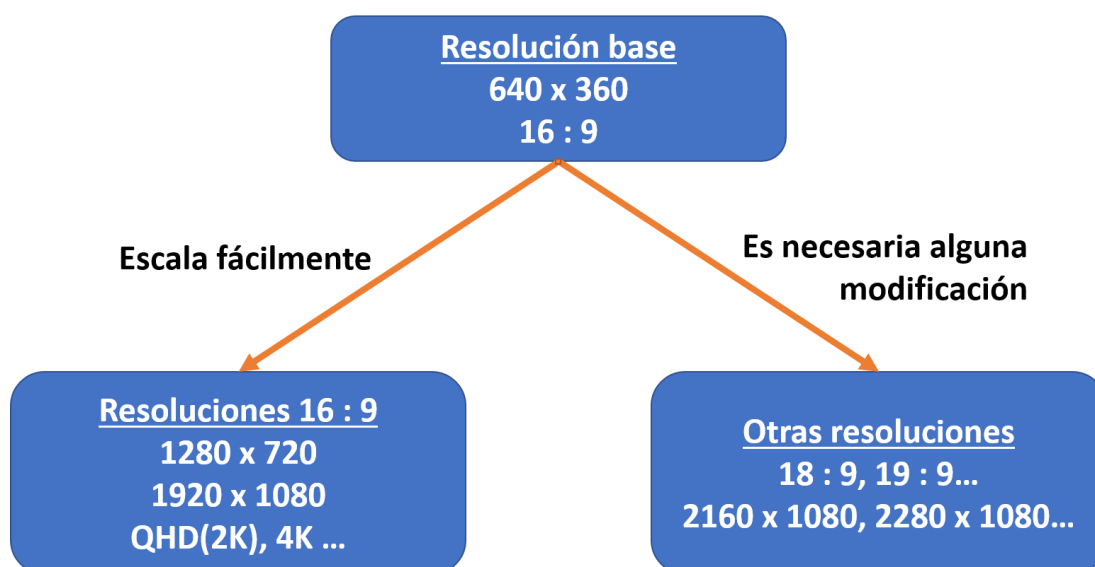 Resolución base
640 x 360
16 : 9
Escala fácilmente
Es necesaria alguna
modificación
Resoluciones 16 : 9
1280 x 720
1920 x 1080
QHD(2K), 4K ...
Otras resoluciones
18 : 9, 19 : 9...
2160 x 1080, 2280 x 1080...